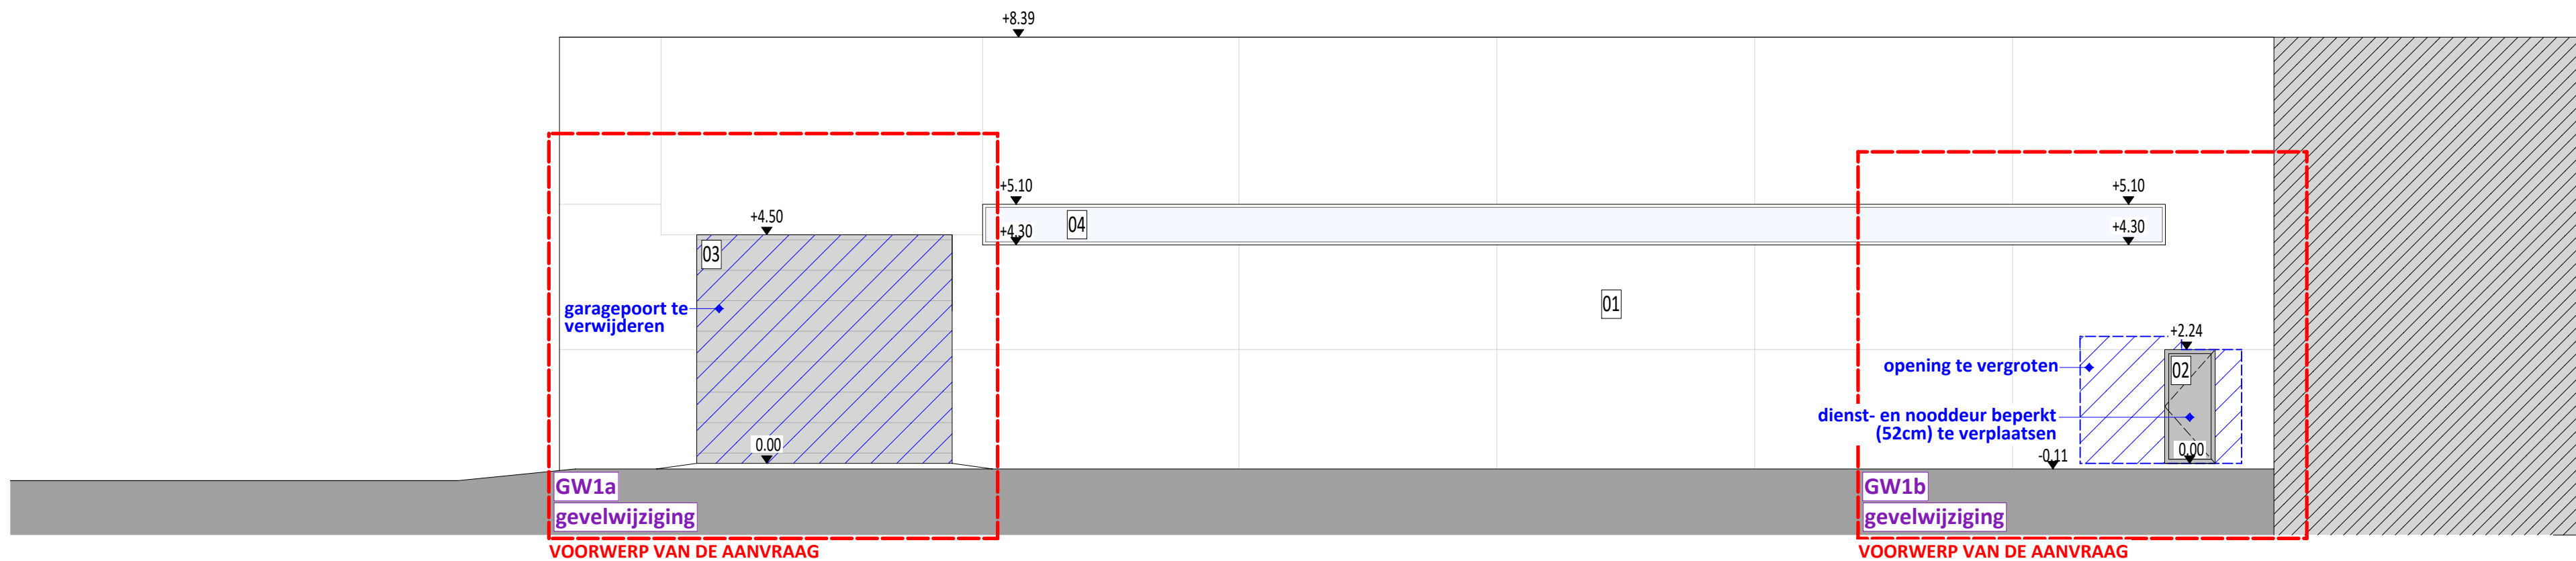 +8.39
+5.10
+5.10
+4.50
04
+4.30
+4.30
03
01
garagepoort te
verwijderen
+2.24
opening te vergroten
02
dienst- en nooddeur beperkt
(52cm) te verplaatsen
0.00
0.00
-0.11
GW1a
gevelwijziging
GW1b
gevelwijziging
VOORWERP VAN DE AANVRAAG
VOORWERP VAN DE AANVRAAG